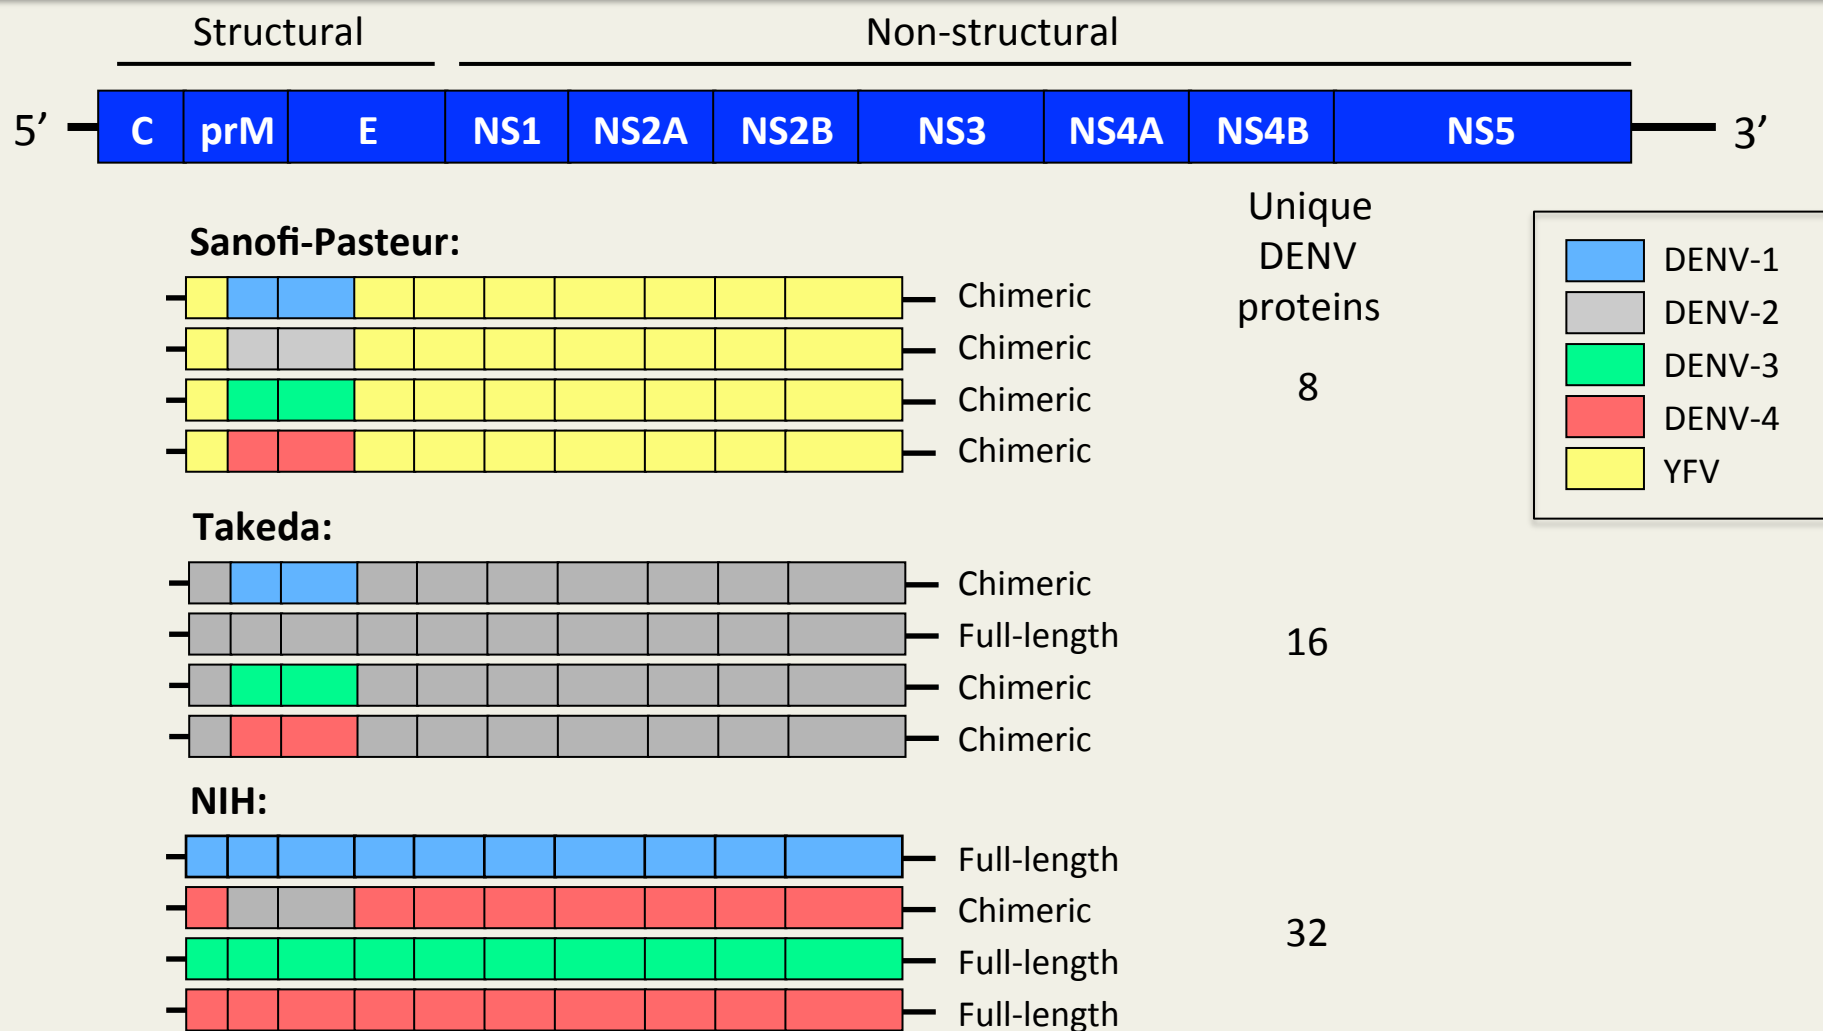 Structural
Non-structural
5’
C
prM
E
NS1
NS2A
NS2B
NS3
NS4A
NS4B
NS5
3’
Unique
DENV
proteins
Sanofi-Pasteur:
Chimeric
Chimeric
Chimeric
Chimeric
8
DENV-1
DENV-2
DENV-3
DENV-4
YFV
Takeda:
Chimeric
Full-length
Chimeric
Chimeric
16
NIH:
Full-length
Chimeric
Full-length
Full-length
32